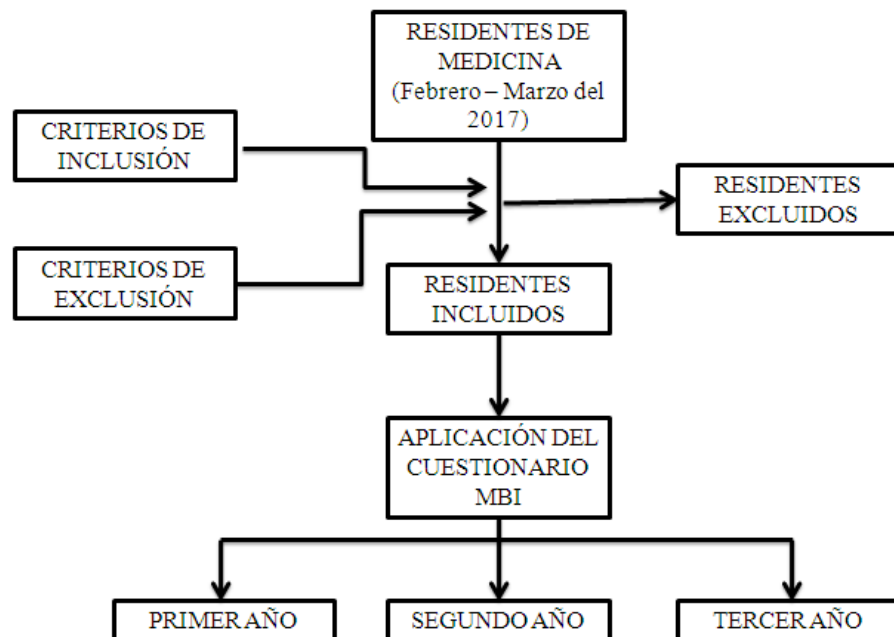 RESIDENTES DE
MEDICINA
(Febrero – Marzo del
2017)
CRITERIOS DE
INCLUSIÓN
RESIDENTES
EXCLUIDOS
CRITERIOS DE
EXCLUSIÓN
RESIDENTES
INCLUIDOS
APLICACIÓN DEL
CUESTIONARIO
MBI
PRIMER AÑO
SEGUNDO AÑO
TERCER AÑO